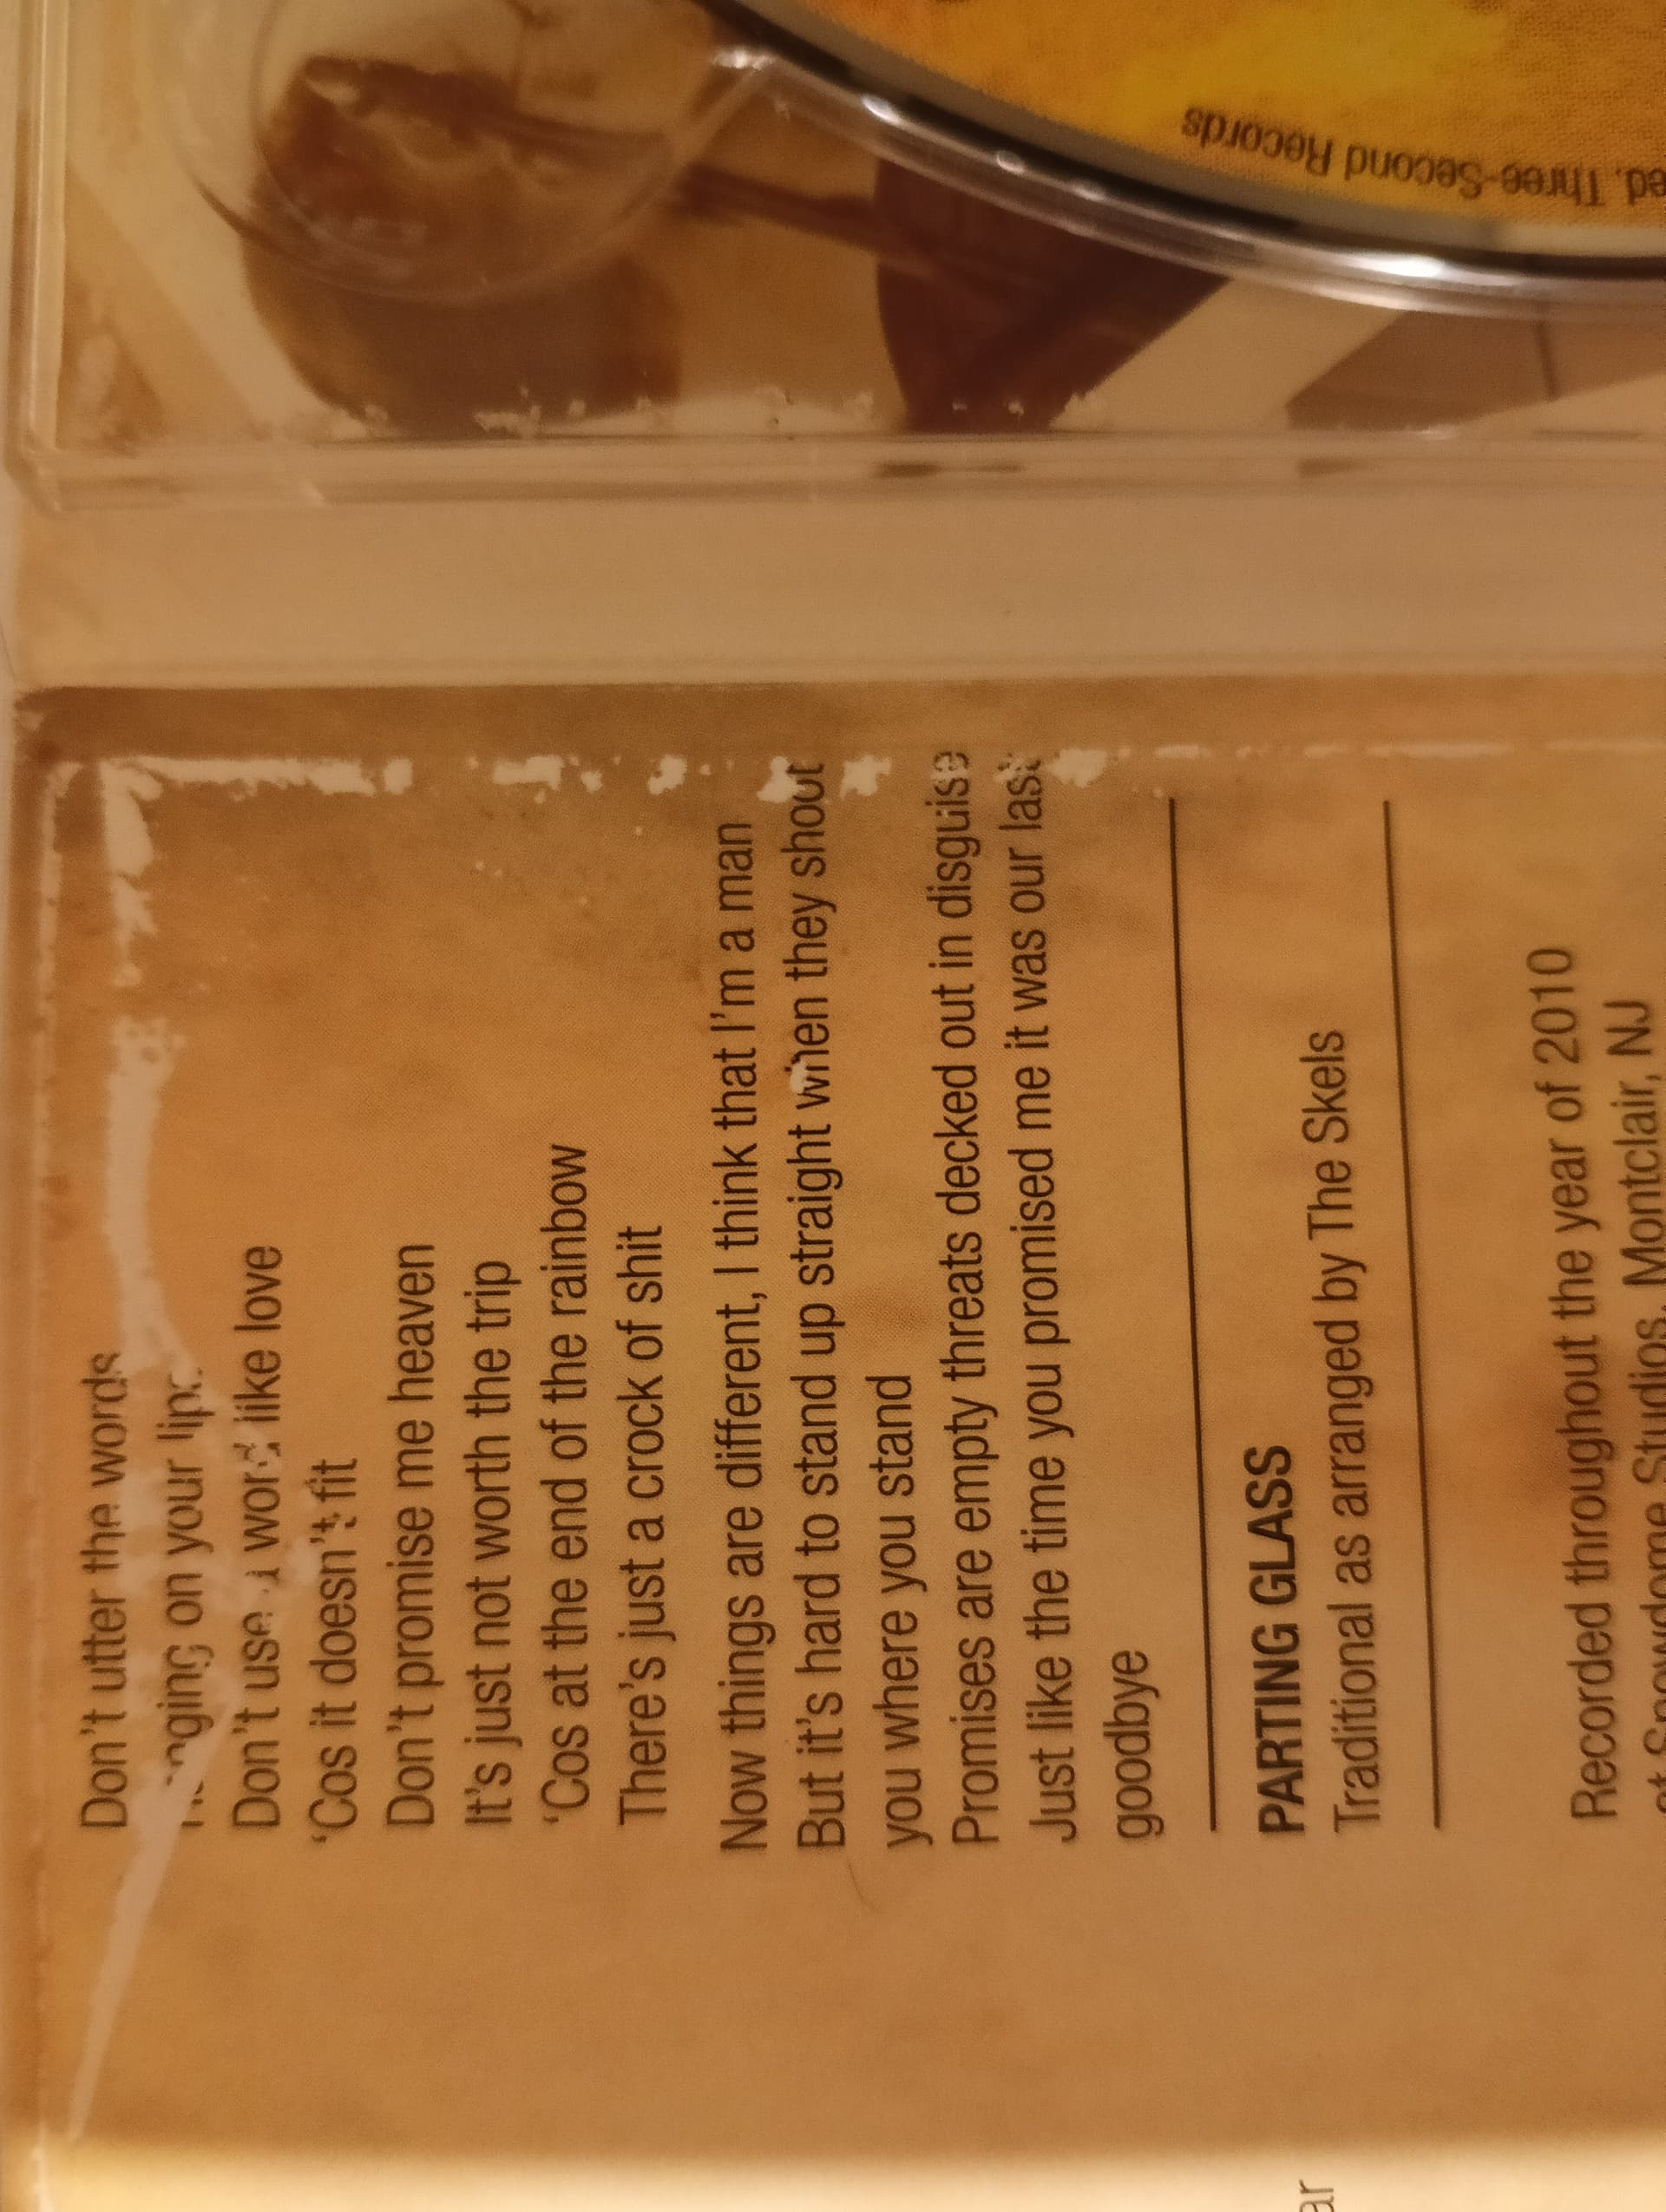 Don't utter the words
on your
Don't use a word like love
'Cos it doesn't fit
Don't promise me heaven
It's just not worth the trip
'Cos at the end of the rainbow
There's just a crock of shit
Now things are different, I think that I'm a man
But it's hard to stand up straight when they shout
you where you stand
Promises are empty threats decked out in disguise
Just like the time you promised me it was our last
goodbye
PARTING GLASS
Traditional as arranged by The Skels
Recorded throughout the year of 2010
Studios, Montclair, NJ
Three-Second Records